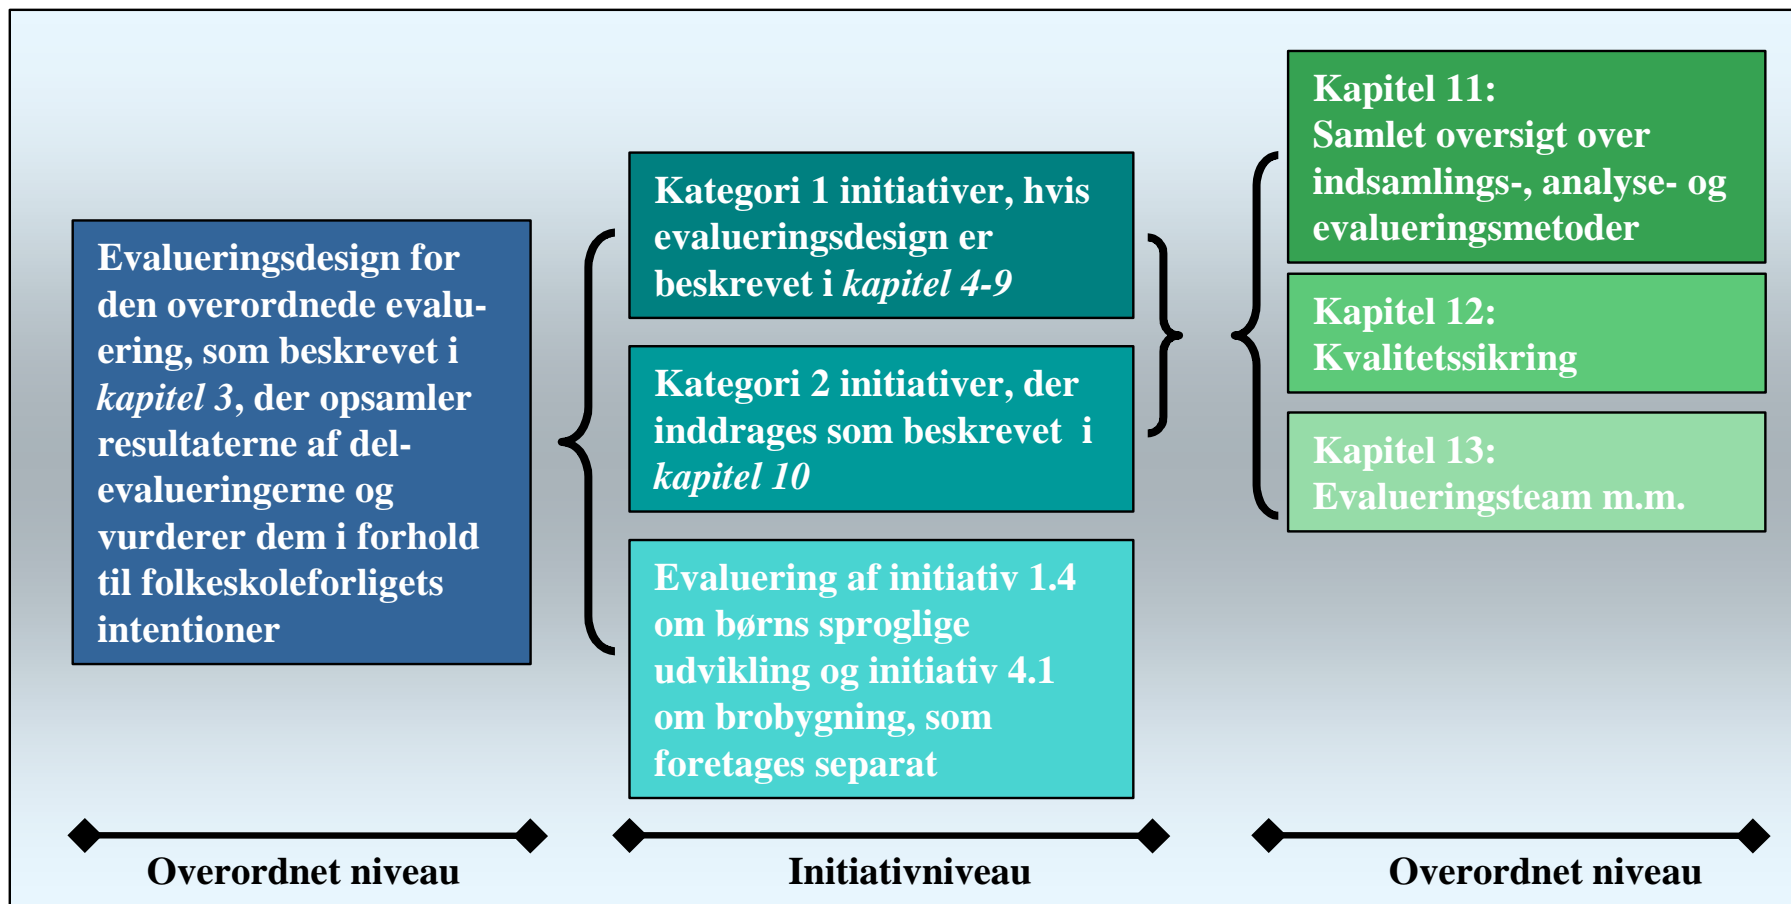 Evalueringsdesign for
den overordnede evalu-
ering, som beskrevet i
kapitel 3, der opsamler
resultaterne af del-
evalueringerne og
vurderer dem i forhold
til folkeskoleforligets
intentioner
Kategori 1 initiativer, hvis
evalueringsdesign er
beskrevet i kapitel 4-9
Kategori 2 initiativer, der
inddrages som beskrevet i
kapitel 10
Evaluering af initiativ 1.4
om børns sproglige
udvikling og initiativ 4.1
om brobygning, som
foretages separat
Kapitel 11:
Samlet oversigt over
indsamlings-, analyse- og
evalueringsmetoder
Kapitel 12:
Kvalitetssikring
Kapitel 13:
Evalueringsteam m.m.
Overordnet niveau
Initiativniveau
Overordnet niveau